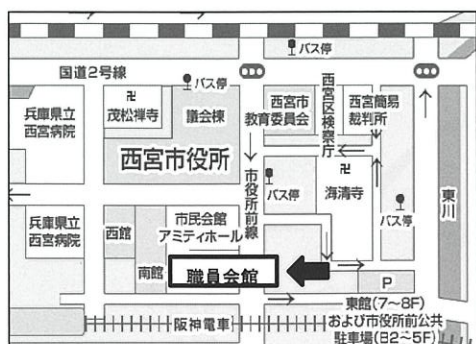 バス停
国道2号線
バス停
兵庫県立
西宮病院
卍
茂松禅寺
議会棟
西宮市
教育委員会
西宮区検察庁
西宮簡易
裁判所
西宮市役所
市役所前線
バス停
卍
海清寺
バス停
東川
兵庫県立
西宮病院
西館
市民会館
アミティホール
南館
職員会館
P
阪神電車
東館(7~8F)
および市役所前公共
駐車場(B2~5F)